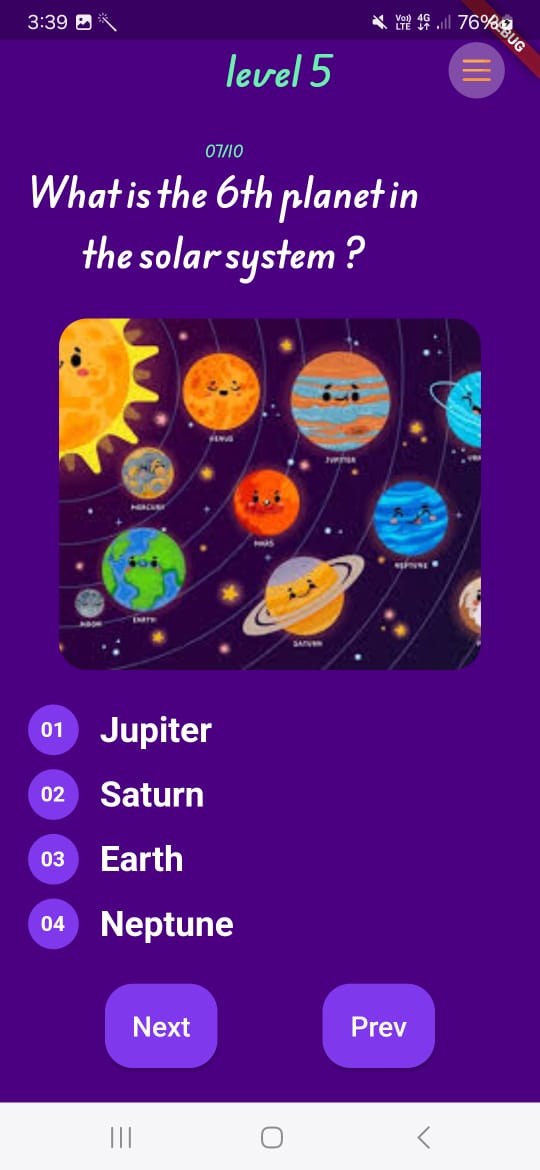 3:39
Vo)) LTE 4G 76%
DEBUG
level 5
07/10
What is the 6th planet in
the solar system ?
VENUS
JUPITER
MERCURY
MARS
NEPTUNE
MOON
EARTH
SATURN
01 Jupiter
02 Saturn
03 Earth
04 Neptune
Next Prev